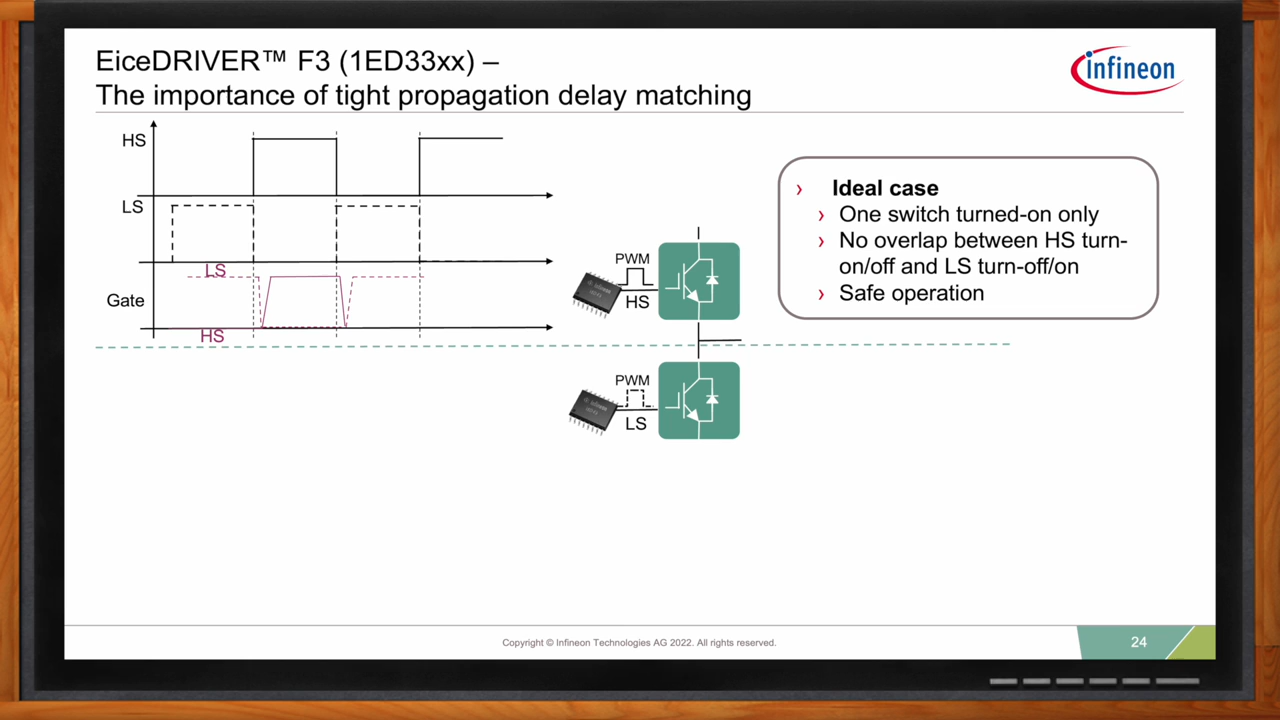 EiceDRIVER™ F3 (1ED33xx) –
The importance of tight propagation delay matching
infineon
HS
LS
LS
Gate
HS
PWM
HS
PWM
LS
› Ideal case
› One switch turned-on only
› No overlap between HS turn-
on/off and LS turn-off/on
› Safe operation
Copyright © Infineon Technologies AG 2022. All rights reserved.
24